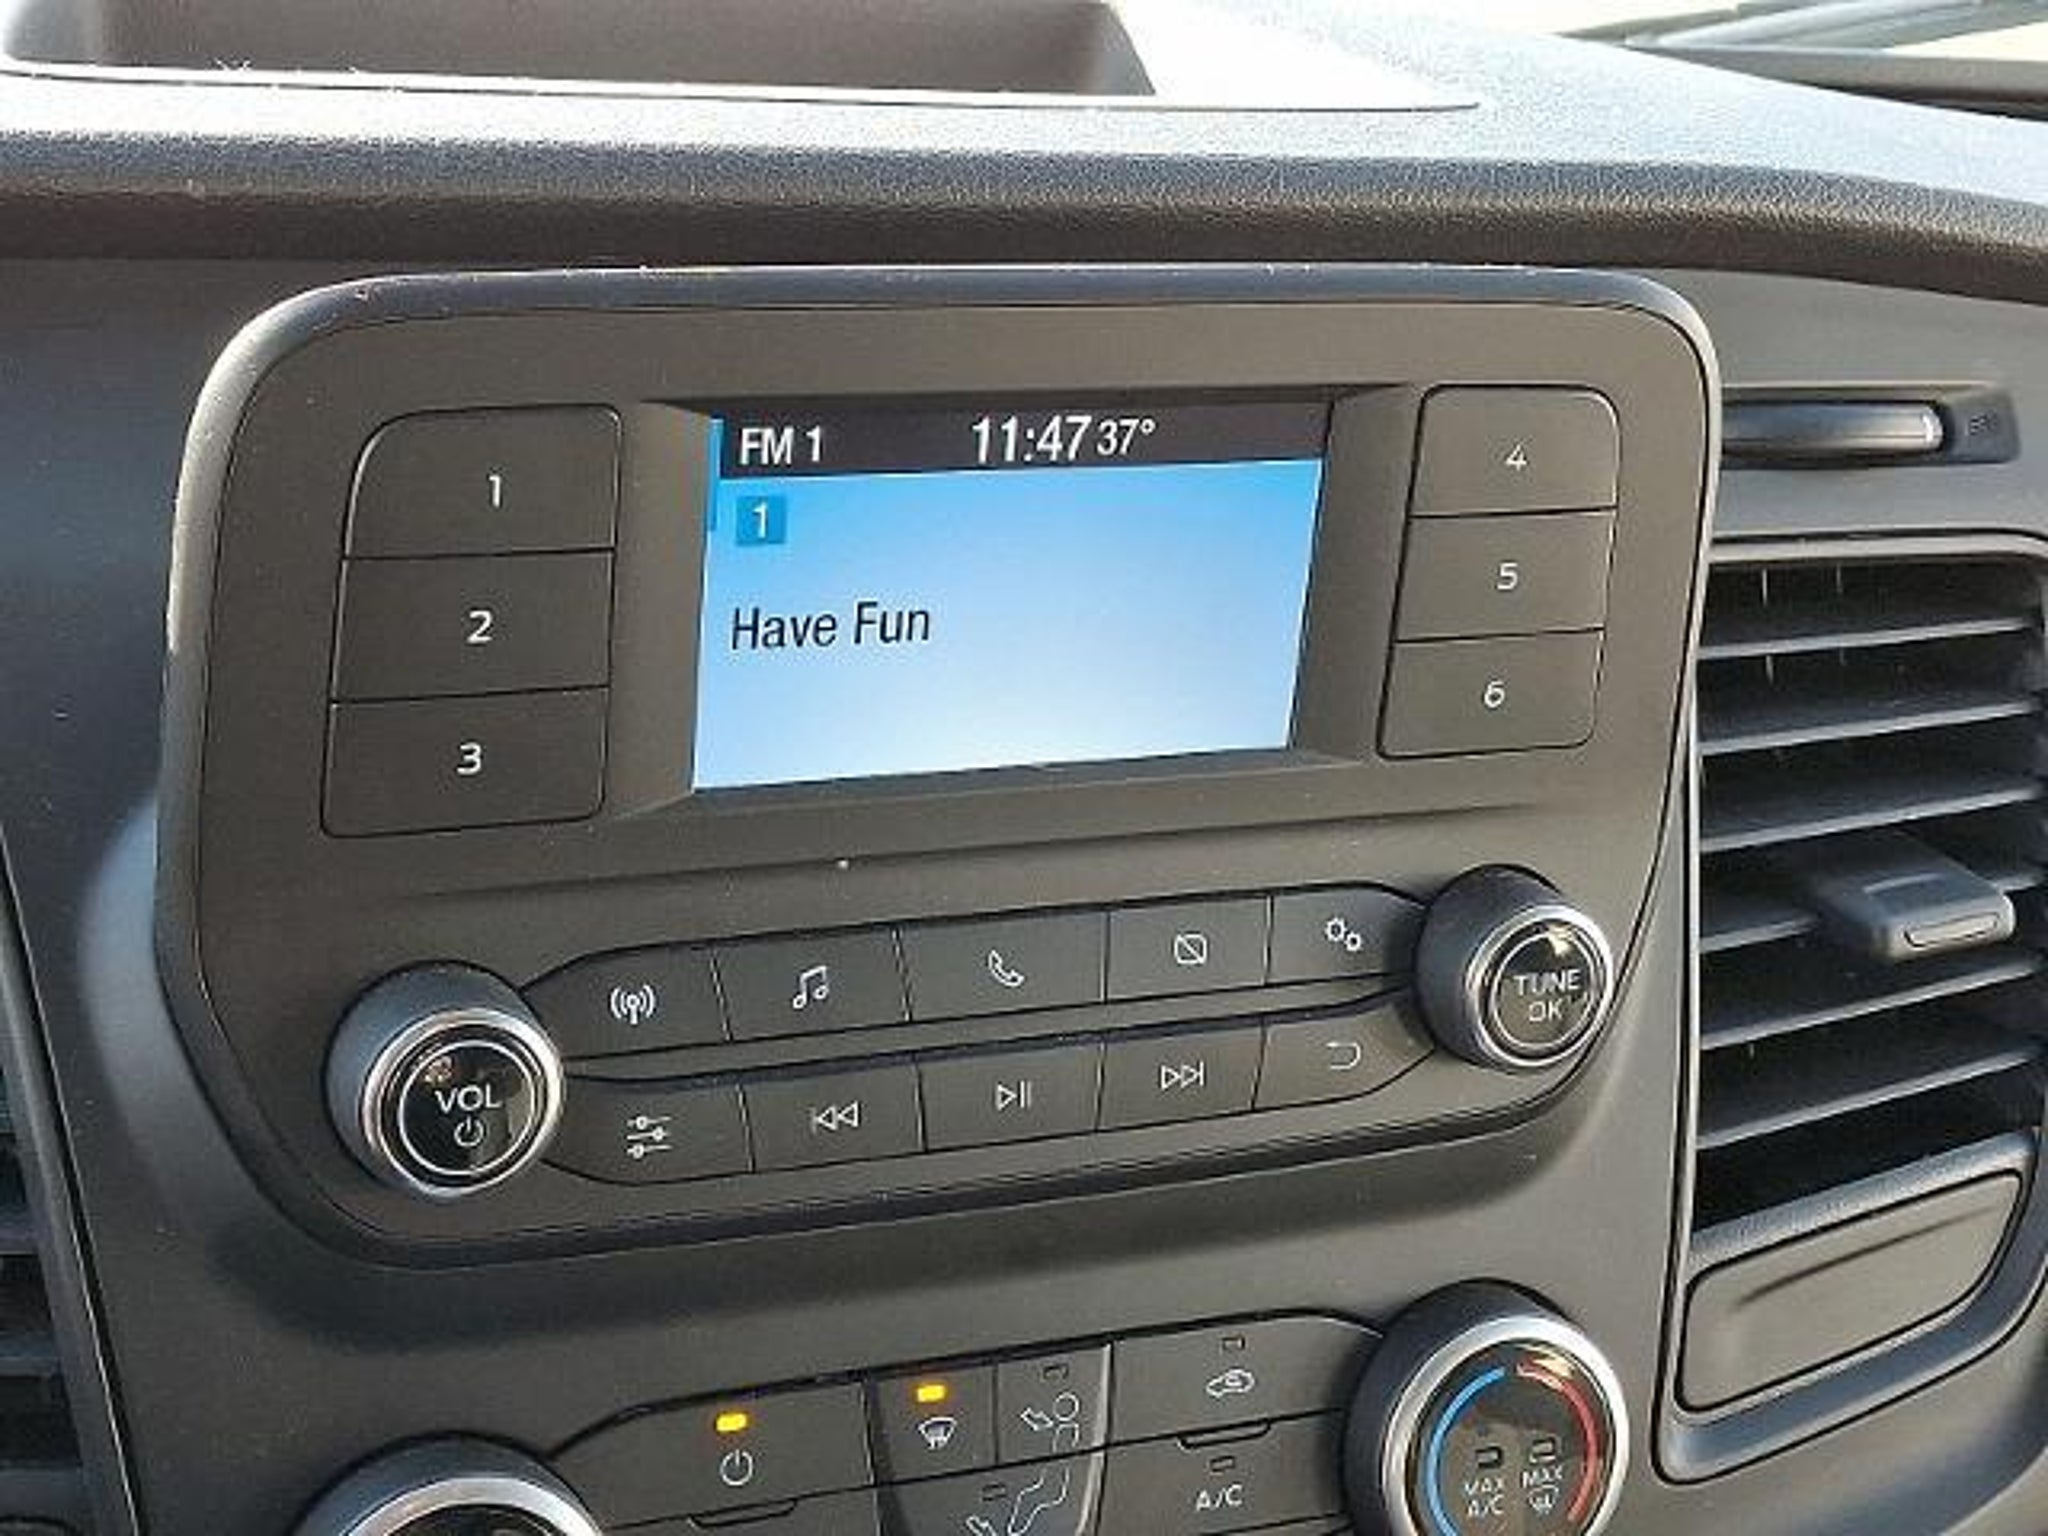 FM 1 11:47 37°
1
Have Fun
1
2
3
4
5
6
VOL
TUNE
OK
A/C
MAX
A/C
MAX